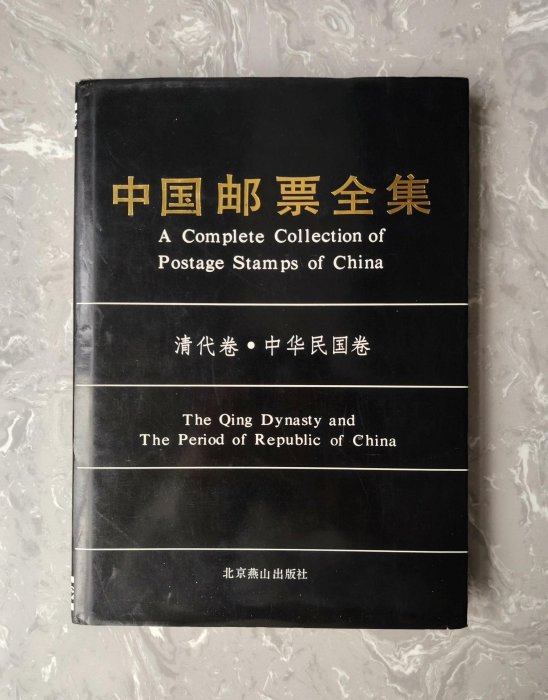 中国邮票全集
A Complete Collection of
Postage Stamps of China
清代卷·中华民国卷
The Qing Dynasty and
The Period of Republic of China
北京燕山出版社